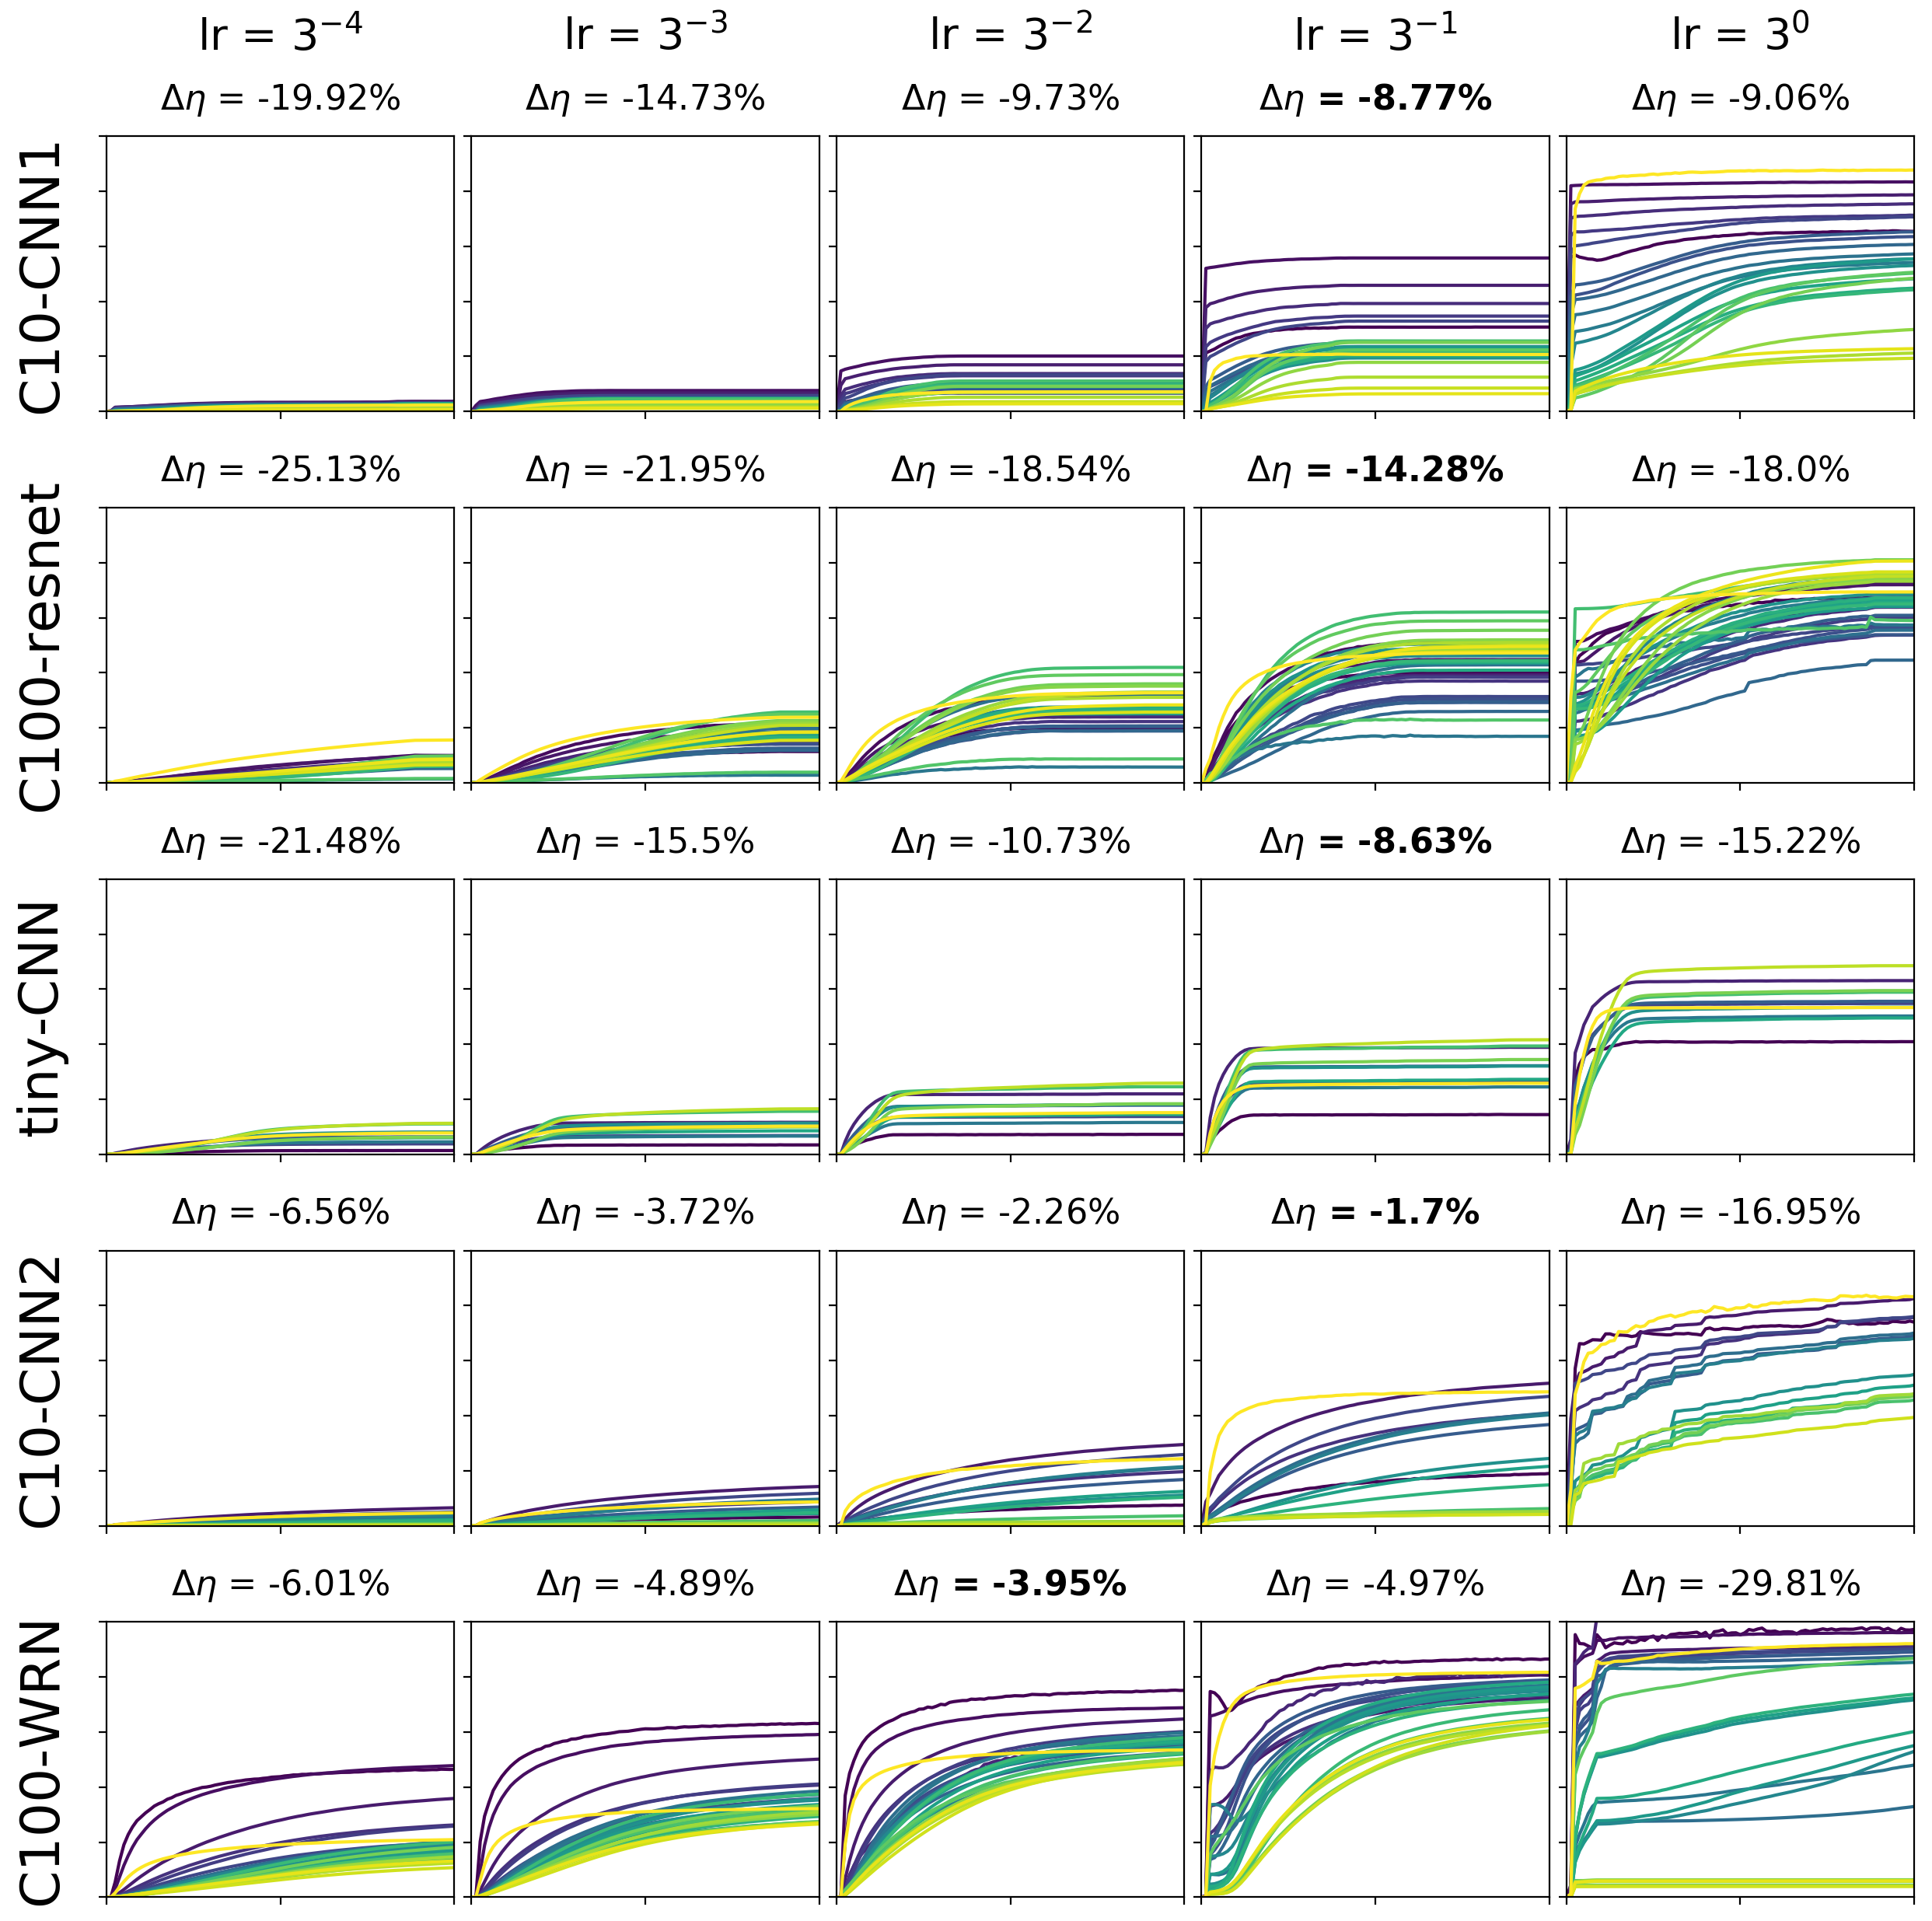 lr = 3⁻⁴ lr = 3⁻³ lr = 3⁻² lr = 3⁻¹ lr = 3⁰
Δη = -19.92% Δη = -14.73% Δη = -9.73% Δη = -8.77% Δη = -9.06%
C10-CNN1
Δη = -25.13% Δη = -21.95% Δη = -18.54% Δη = -14.28% Δη = -18.0%
C100-resnet
Δη = -21.48% Δη = -15.5% Δη = -10.73% Δη = -8.63% Δη = -15.22%
tiny-CNN
Δη = -6.56% Δη = -3.72% Δη = -2.26% Δη = -1.7% Δη = -16.95%
C10-CNN2
Δη = -6.01% Δη = -4.89% Δη = -3.95% Δη = -4.97% Δη = -29.81%
C100-WRN